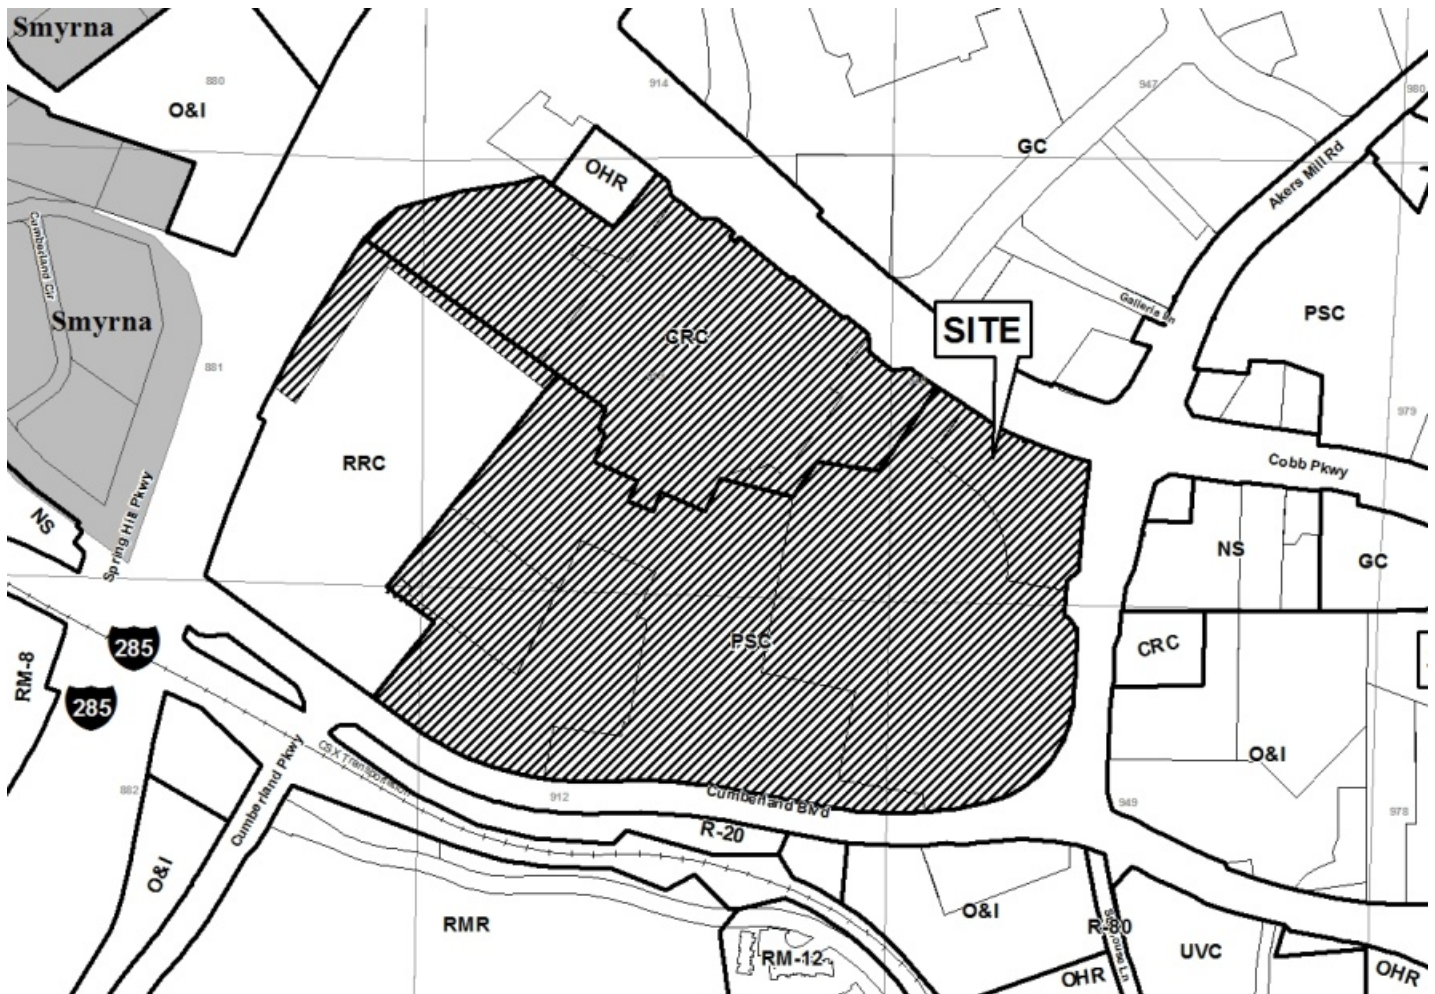 Smyrna
880
O&I
914
947
980
GC
OHR
Akers Mill Rd
Cumberland Cir
Smyrna
Galleria Ln
PSC
SITE
CRC
881
979
RRC
Cobb Pkwy
NS
Spring Hill Pkwy
NS
GC
285
PSC
CRC
RM-8
285
O&I
CSX Transportation
882
912
Cumberland Blvd
949
978
Cumberland Pkwy
R-20
O&I
O&I
RMR
R-80
UVC
RM-12
OHR
OHR